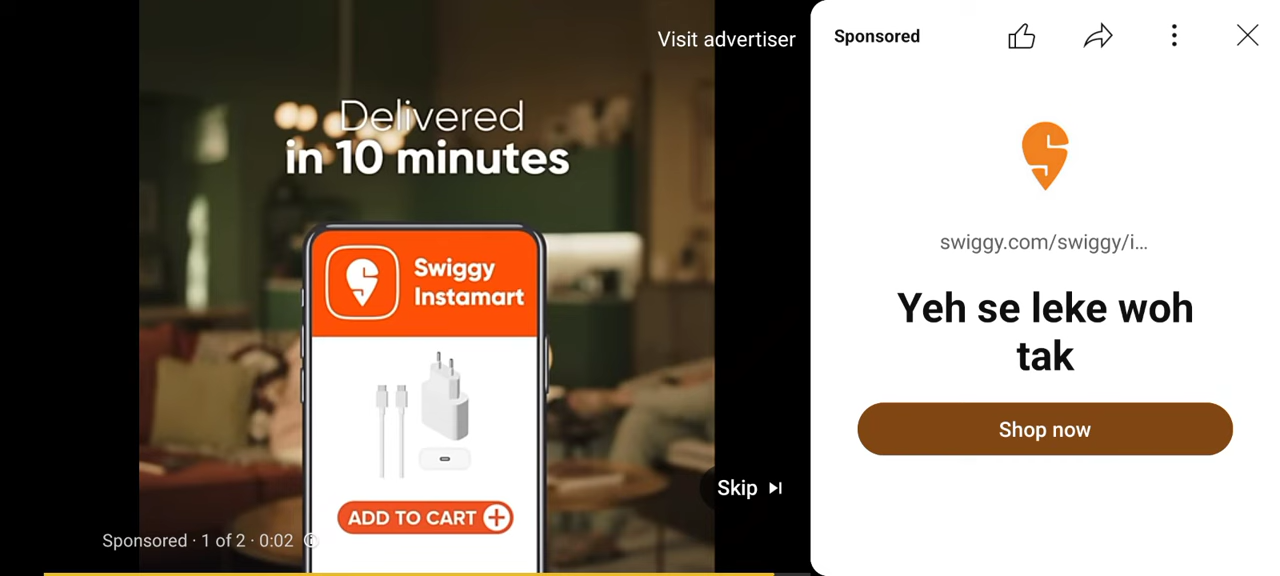 Visit advertiser
Delivered
in 10 minutes
Swiggy
Instamart
ADD TO CART
Skip
Sponsored · 1 of 2 · 0:02
Sponsored
swiggy.com/swiggy/i...
Yeh se leke woh
tak
Shop now